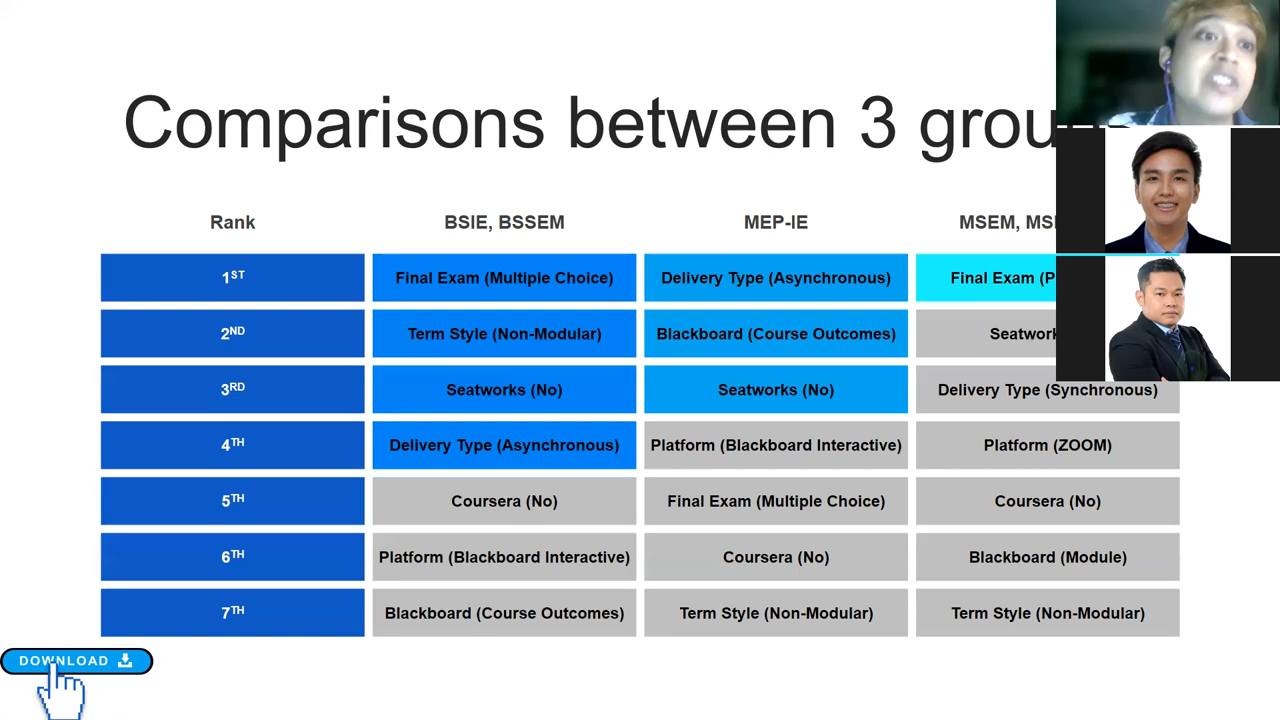 Comparisons between 3
Rank BSIE, BSSEM MEP-IE MSEM,
1ST Final Exam (Multiple Choice) Delivery Type (Asynchronous) Final Exam
2ND Term Style (Non-Modular) Blackboard (Course Outcomes)
3RD Seatworks (No) Seatworks (No) Delivery Type (Synchronous)
4TH Delivery Type (Asynchronous) Platform (Blackboard Interactive) Platform (ZOOM)
5TH Coursera (No) Final Exam (Multiple Choice) Coursera (No)
6TH Platform (Blackboard Interactive) Coursera (No) Blackboard (Module)
7TH Blackboard (Course Outcomes) Term Style (Non-Modular) Term Style (Non-Modular)
DOWNLOAD